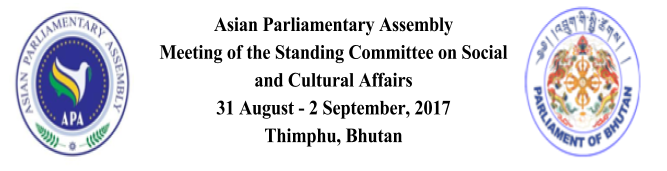 Asian Parliamentary Assembly
Meeting of the Standing Committee on Social
and Cultural Affairs
31 August - 2 September, 2017
Thimphu, Bhutan
ASIAN PARLIAMENTARY ASSEMBLY
APA
PARLIAMENT OF BHUTAN